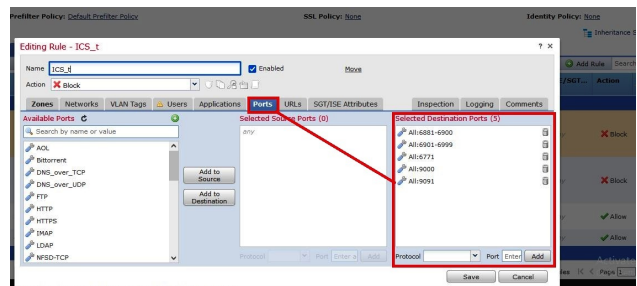 Prefilter Policy: Default Prefilter Policy
SSL Policy: None
Identity Policy: None
Inheritance S
Editing Rule - ICS_t
? ×
Add Rule
Search
Name
ICS_t
Enabled
Move
/SGT...
Action
Action
Block
Zones
Networks
VLAN Tags
Users
Applications
Ports
URLs
SGT/ISE Attributes
Inspection
Logging
Comments
Available Ports
Selected Source Ports (0)
Selected Destination Ports (5)
Search by name or value
any
AOL
Bittorrent
DNS_over_TCP
DNS_over_UDP
FTP
HTTP
HTTPS
IMAP
LDAP
NFSD-TCP
Add to
Source
Add to
Destination
All:6881-6900
All:6901-6999
All:6771
All:9000
All:9091
Block
Block
Allow
Allow
Protocol
Port
Enter a
Add
Protocol
Port
Enter
Add
Save
Cancel
Page 1